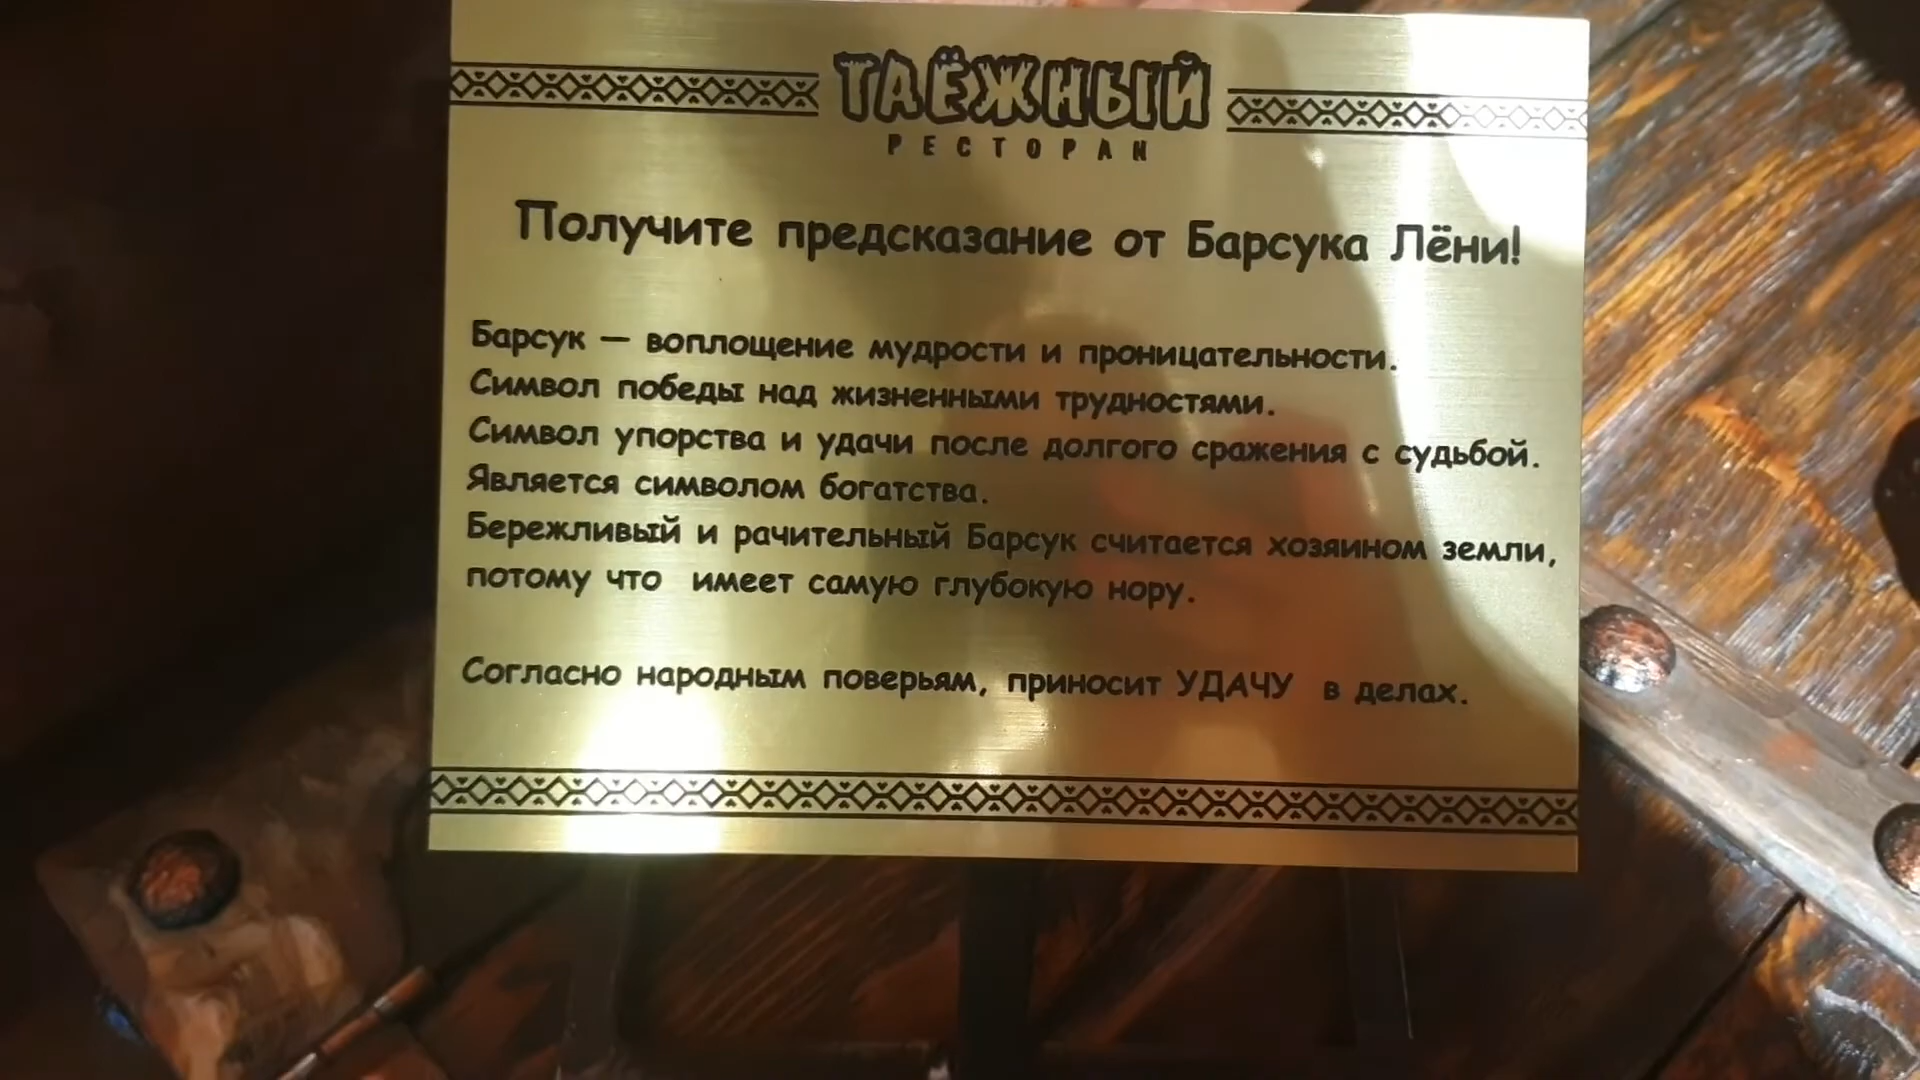 ТАЁЖНЫЙ
РЕСТОРАН
Получите предсказание от Барсука Лёни!
Барсук — воплощение мудрости и проницательности.
Символ победы над жизненными трудностями.
Символ упорства и удачи после долгого сражения с судьбой.
Является символом богатства.
Бережливый и рачительный Барсук считается хозяином земли,
потому что имеет самую глубокую нору.
Согласно народным поверьям, приносит УДАЧУ в делах.